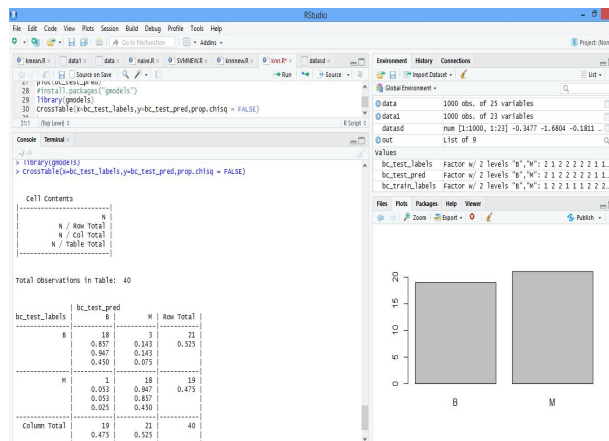 RStudio
File Edit Code View Plots Session Build Debug Profile Tools Help
Go to file/function Addins
Project: (Non
kmean.R × data1 × data × naive.R × SVMNEW.R × knnnew.R × knn.R* × datasd ×
Source on Save Run Source
27 plot(bc_test_pred)
28 #install.packages("gmodels")
29 library(gmodels)
30 CrossTable(x=bc_test_labels,y=bc_test_pred,prop.chisq = FALSE)
31
31:1 (Top Level) R Script
Console Terminal ×
~/
> library(gmodels)
> CrossTable(x=bc_test_labels,y=bc_test_pred,prop.chisq = FALSE)
Cell Contents
|-------------------------|
| N |
| N / Row Total |
| N / Col Total |
| N / Table Total |
|-------------------------|
Total Observations in Table: 40
| bc_test_pred
bc_test_labels | B | M | Row Total |
---------------|-----------|-----------|-----------|
B | 18 | 3 | 21 |
| 0.857 | 0.143 | 0.525 |
| 0.947 | 0.143 | |
| 0.450 | 0.075 | |
---------------|-----------|-----------|-----------|
M | 1 | 18 | 19 |
| 0.053 | 0.947 | 0.475 |
| 0.053 | 0.857 | |
| 0.025 | 0.450 | |
---------------|-----------|-----------|-----------|
Column Total | 19 | 21 | 40 |
| 0.475 | 0.525 | |
Environment History Connections
Import Dataset List
Global Environment
data 1000 obs. of 25 variables
data1 1000 obs. of 23 variables
datasd num [1:1000, 1:23] -0.3477 -1.6804 -0.1811 ...
out List of 9
Values
bc_test_labels Factor w/ 2 levels "B","M": 2 1 2 2 2 2 2 1 1…
bc_test_pred Factor w/ 2 levels "B","M": 2 1 2 2 2 2 2 1 1…
bc_train_labels Factor w/ 2 levels "B","M": 1 2 2 1 1 1 2 2 2…
Files Plots Packages Help Viewer
Zoom Export Publish
20
15
10
5
0
B M